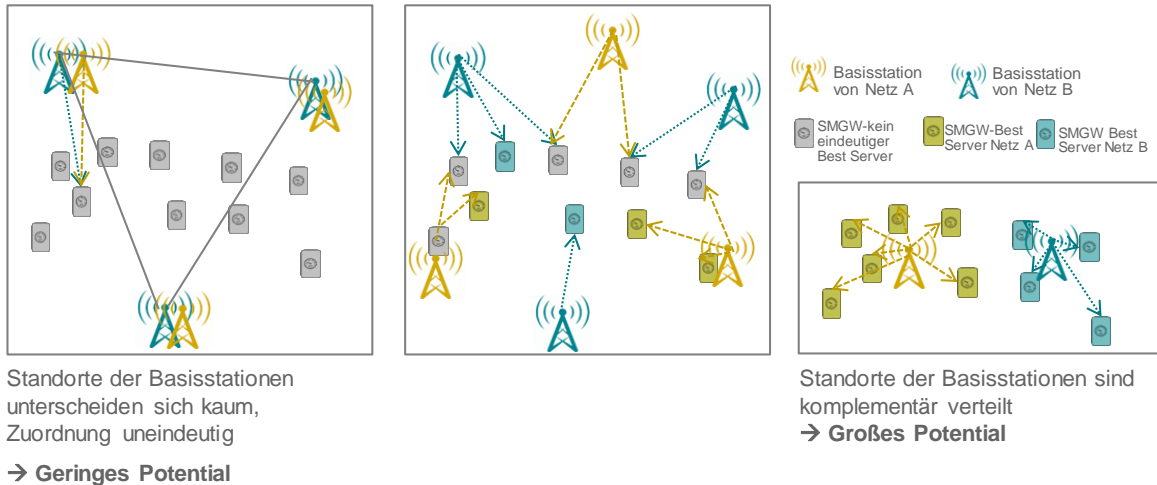 Basisstation
von Netz A
Basisstation
von Netz B
SMGW-kein
eindeutiger
Best Server
SMGW-Best
Server Netz A
SMGW Best
Server Netz B
Standorte der Basisstationen
unterscheiden sich kaum,
Zuordnung uneindeutig
→ Geringes Potential
Standorte der Basisstationen sind
komplementär verteilt
→ Großes Potential